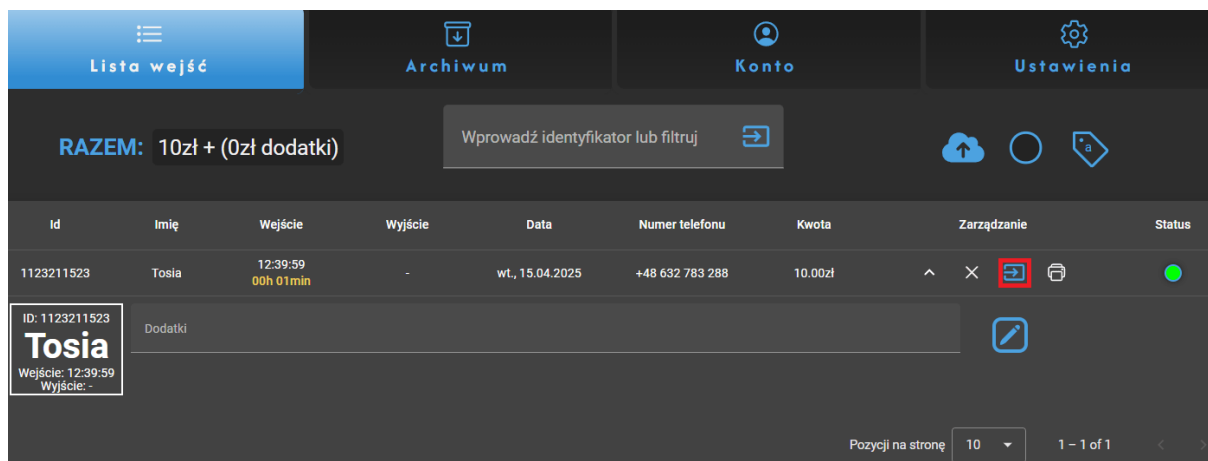 Lista wejść
Archiwum
Konto
Ustawienia
RAZEM: 10zł + (0zł dodatki)
Wprowadź identyfikator lub filtruj
a
Id Imię Wejście Wyjście Data Numer telefonu Kwota Zarządzanie Status
1123211523 Tosia 12:39:59 - wt., 15.04.2025 +48 632 783 288 10.00zł
00h 01min
ID: 1123211523
Tosia
Wejście: 12:39:59
Wyjście: -
Dodatki
Pozycji na stronę 10 1 – 1 of 1